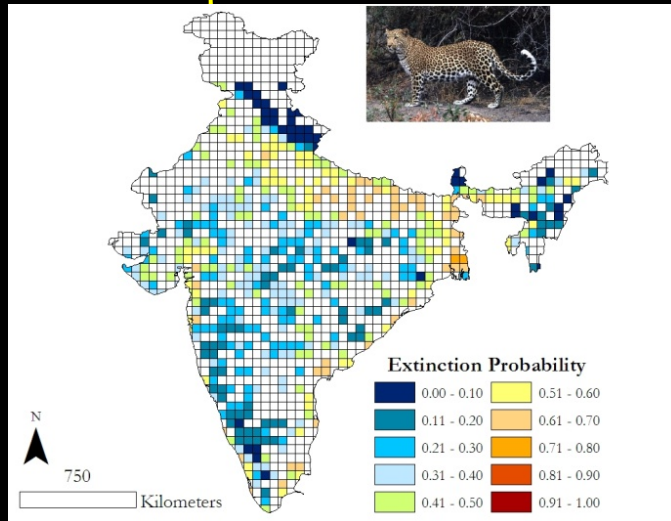 Extinction Probability
0.00 - 0.10 0.51 - 0.60
0.11 - 0.20 0.61 - 0.70
0.21 - 0.30 0.71 - 0.80
0.31 - 0.40 0.81 - 0.90
0.41 - 0.50 0.91 - 1.00
N
750
Kilometers